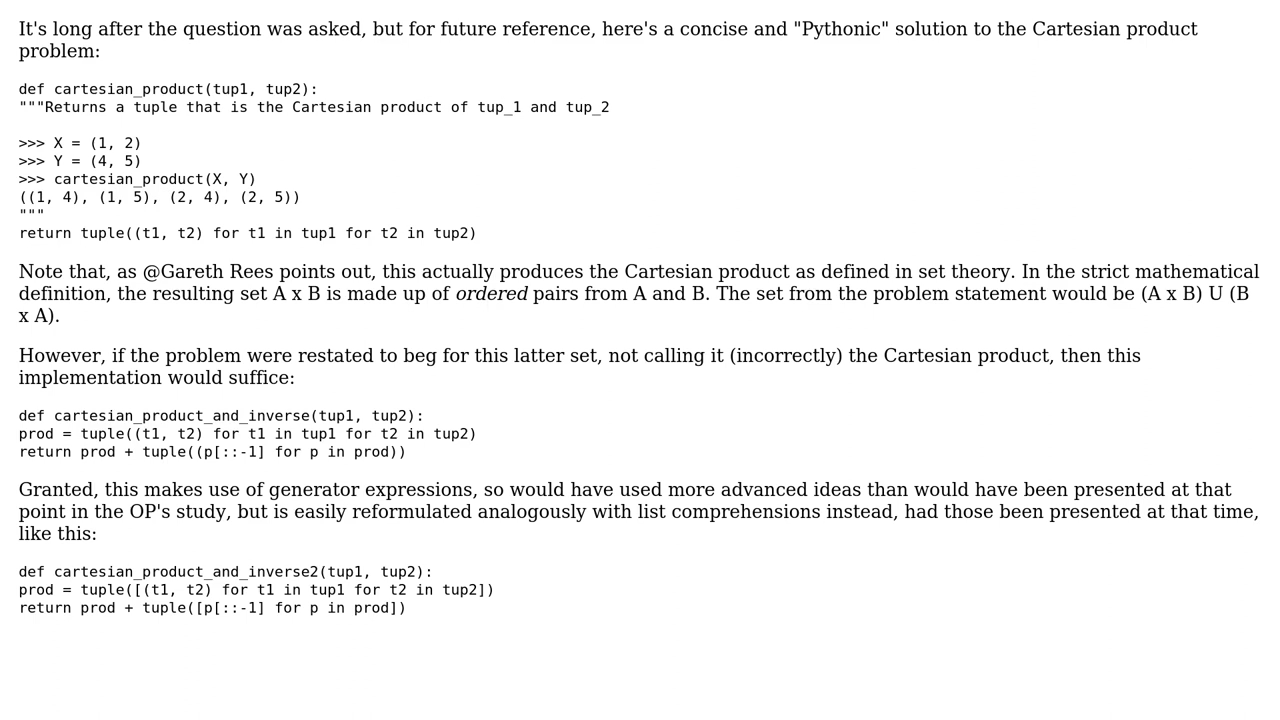 It's long after the question was asked, but for future reference, here's a concise and "Pythonic" solution to the Cartesian product
problem:
def cartesian_product(tup1, tup2):
"""Returns a tuple that is the Cartesian product of tup_1 and tup_2
>>> X = (1, 2)
>>> Y = (4, 5)
>>> cartesian_product(X, Y)
((1, 4), (1, 5), (2, 4), (2, 5))
"""
return tuple((t1, t2) for t1 in tup1 for t2 in tup2)
Note that, as @Gareth Rees points out, this actually produces the Cartesian product as defined in set theory. In the strict mathematical
definition, the resulting set A x B is made up of ordered pairs from A and B. The set from the problem statement would be (A x B) U (B
x A).
However, if the problem were restated to beg for this latter set, not calling it (incorrectly) the Cartesian product, then this
implementation would suffice:
def cartesian_product_and_inverse(tup1, tup2):
prod = tuple((t1, t2) for t1 in tup1 for t2 in tup2)
return prod + tuple((p[::-1] for p in prod))
Granted, this makes use of generator expressions, so would have used more advanced ideas than would have been presented at that
point in the OP's study, but is easily reformulated analogously with list comprehensions instead, had those been presented at that time,
like this:
def cartesian_product_and_inverse2(tup1, tup2):
prod = tuple([(t1, t2) for t1 in tup1 for t2 in tup2])
return prod + tuple([p[::-1] for p in prod])